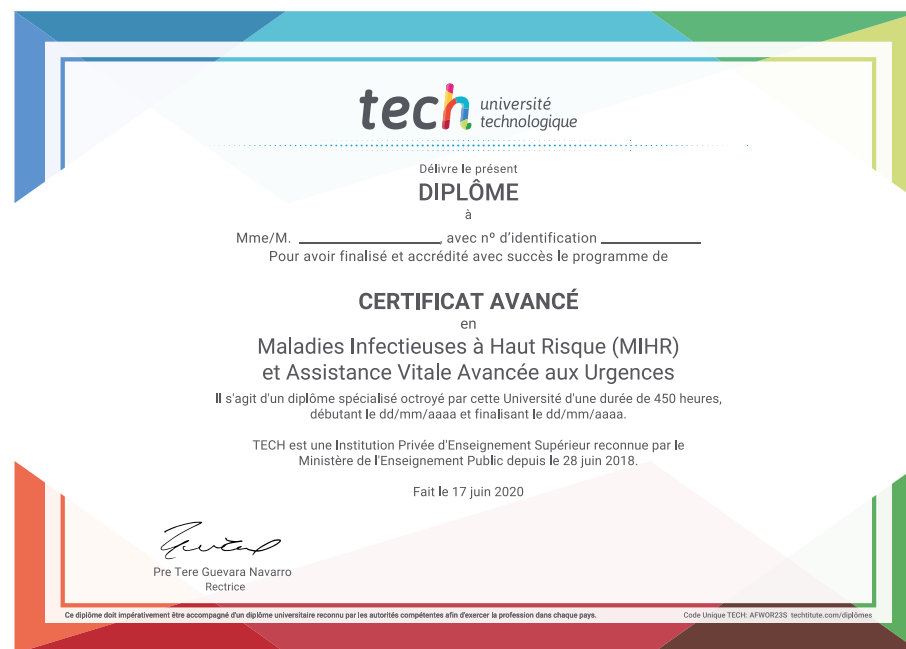 tech université
technologique
Délivre le présent
DIPLÔME
à
Mme/M. ____________________, avec nº d'identification ______________
Pour avoir finalisé et accrédité avec succès le programme de
CERTIFICAT AVANCÉ
en
Maladies Infectieuses à Haut Risque (MIHR)
et Assistance Vitale Avancée aux Urgences
Il s'agit d'un diplôme spécialisé octroyé par cette Université d'une durée de 450 heures,
débutant le dd/mm/aaaa et finalisant le dd/mm/aaaa.
TECH est une Institution Privée d'Enseignement Supérieur reconnue par le
Ministère de l'Enseignement Public depuis le 28 juin 2018.
Fait le 17 juin 2020
Pre Tere Guevara Navarro
Rectrice
Ce diplôme doit impérativement être accompagné d'un diplôme universitaire reconnu par les autorités compétentes afin d'exercer la profession dans chaque pays.
Code Unique TECH: AFWOR23S techtitute.com/diplômes